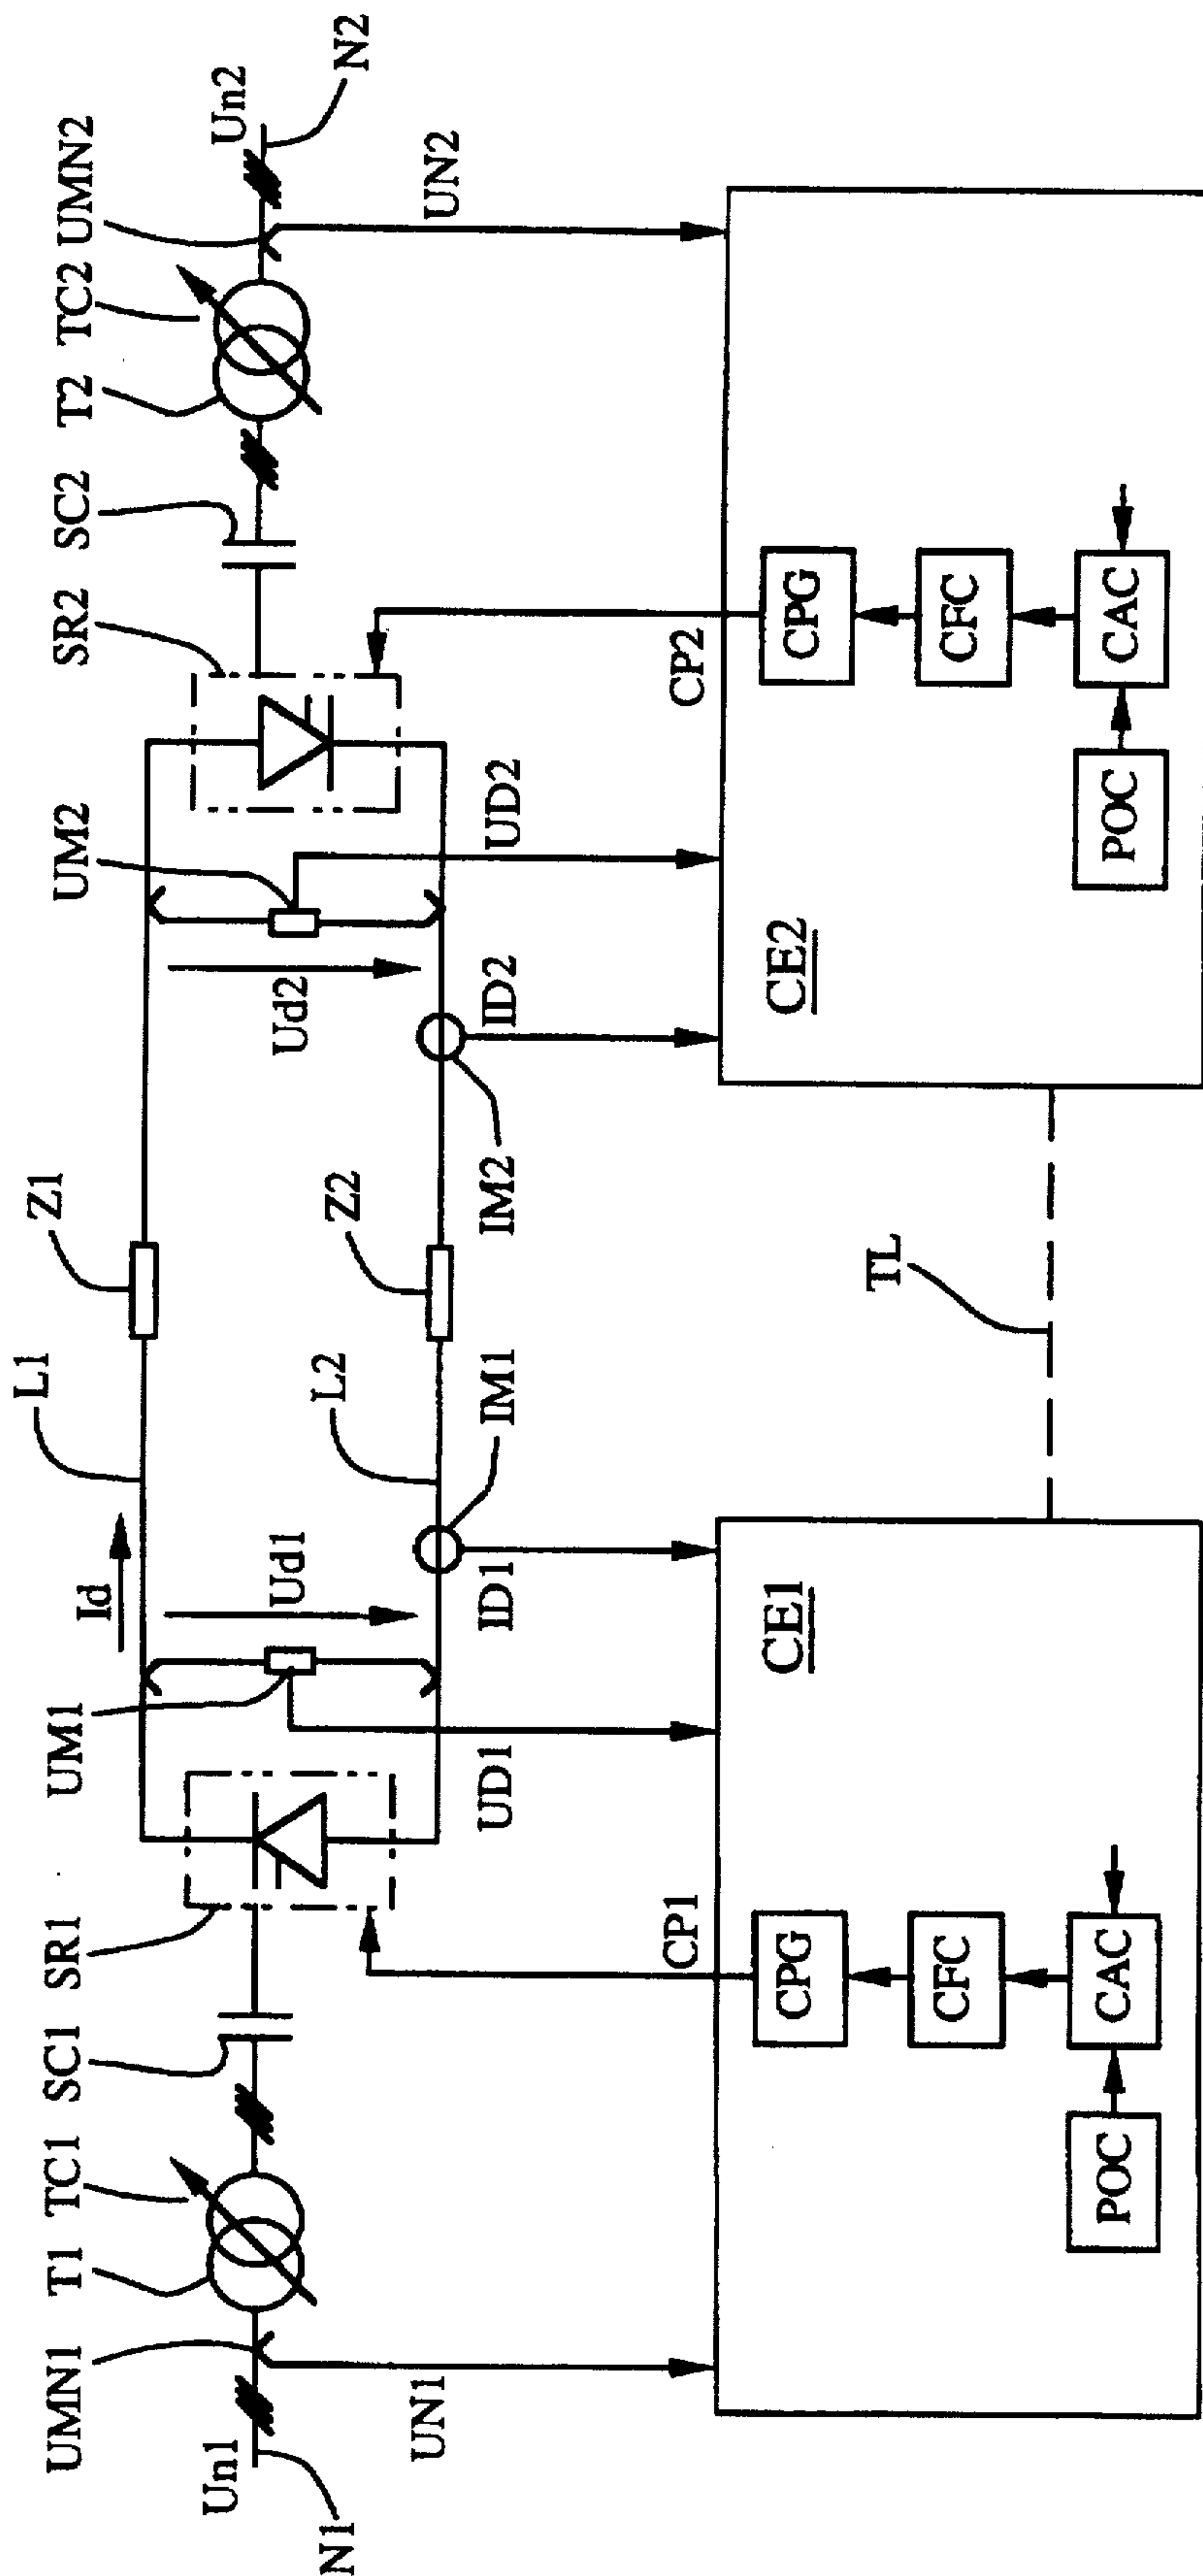 UMN1 T1 TC1 SC1 SR1 UM1 L1 Z1 UM2 SR2 SC2 T2 TC2 UMN2
Un1
Un2
N1
N2
Id
Ud1
Ud2
L2
Z2
UN1
UD1
ID1
IM1
IM2
ID2
UD2
UN2
CP1
CP2
CE1
CPG
CFC
POC
CAC
TL
CE2
CPG
CFC
POC
CAC